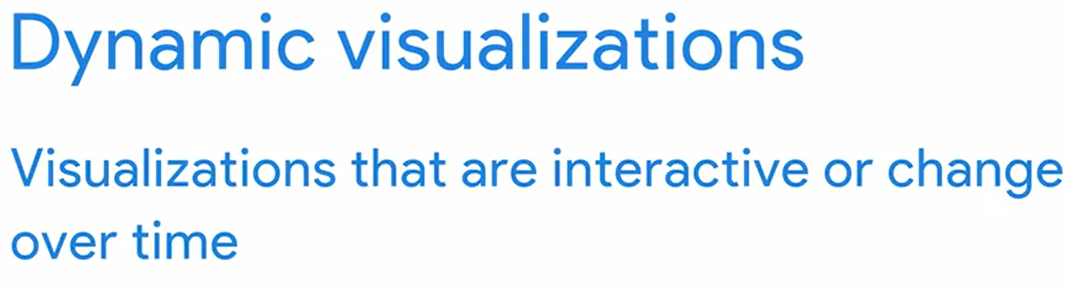 Dynamic visualizations
Visualizations that are interactive or change
over time